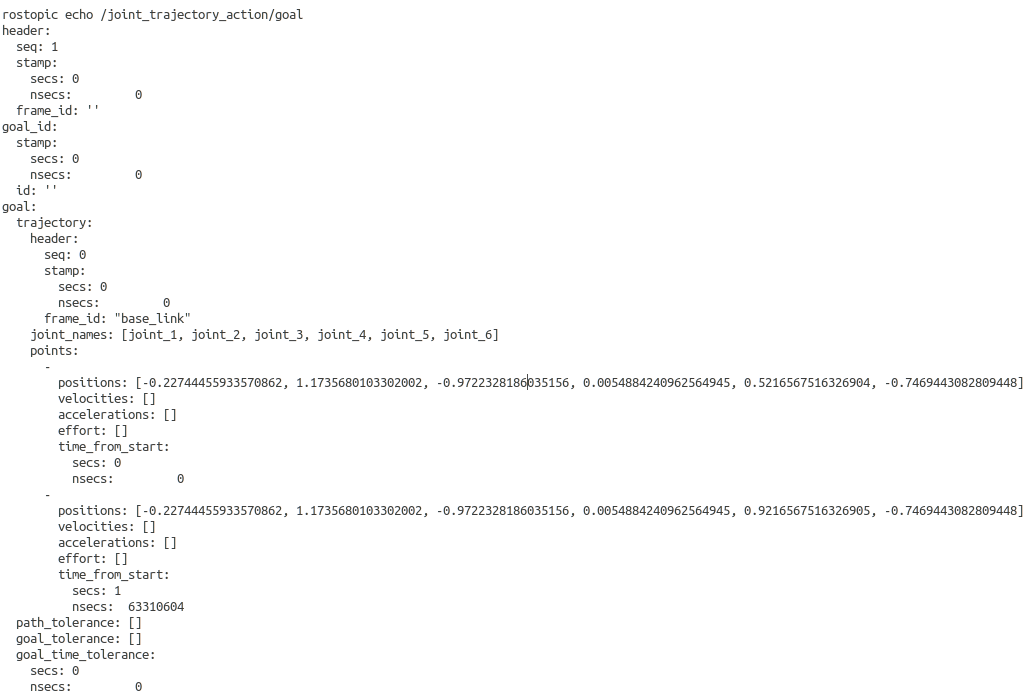 rostopic echo /joint_trajectory_action/goal
header:
  seq: 1
  stamp:
    secs: 0
    nsecs:         0
  frame_id: ''
goal_id:
  stamp:
    secs: 0
    nsecs:         0
  id: ''
goal:
  trajectory:
    header:
      seq: 0
      stamp:
        secs: 0
        nsecs:         0
      frame_id: "base_link"
    joint_names: [joint_1, joint_2, joint_3, joint_4, joint_5, joint_6]
    points:
      -
        positions: [-0.22744455933570862, 1.1735680103302002, -0.9722328186035156, 0.0054884240962564945, 0.5216567516326904, -0.7469443082809448]
        velocities: []
        accelerations: []
        effort: []
        time_from_start:
          secs: 0
          nsecs:         0
      -
        positions: [-0.22744455933570862, 1.1735680103302002, -0.9722328186035156, 0.0054884240962564945, 0.9216567516326905, -0.7469443082809448]
        velocities: []
        accelerations: []
        effort: []
        time_from_start:
          secs: 1
          nsecs:  63310604
  path_tolerance: []
  goal_tolerance: []
  goal_time_tolerance:
    secs: 0
    nsecs:         0